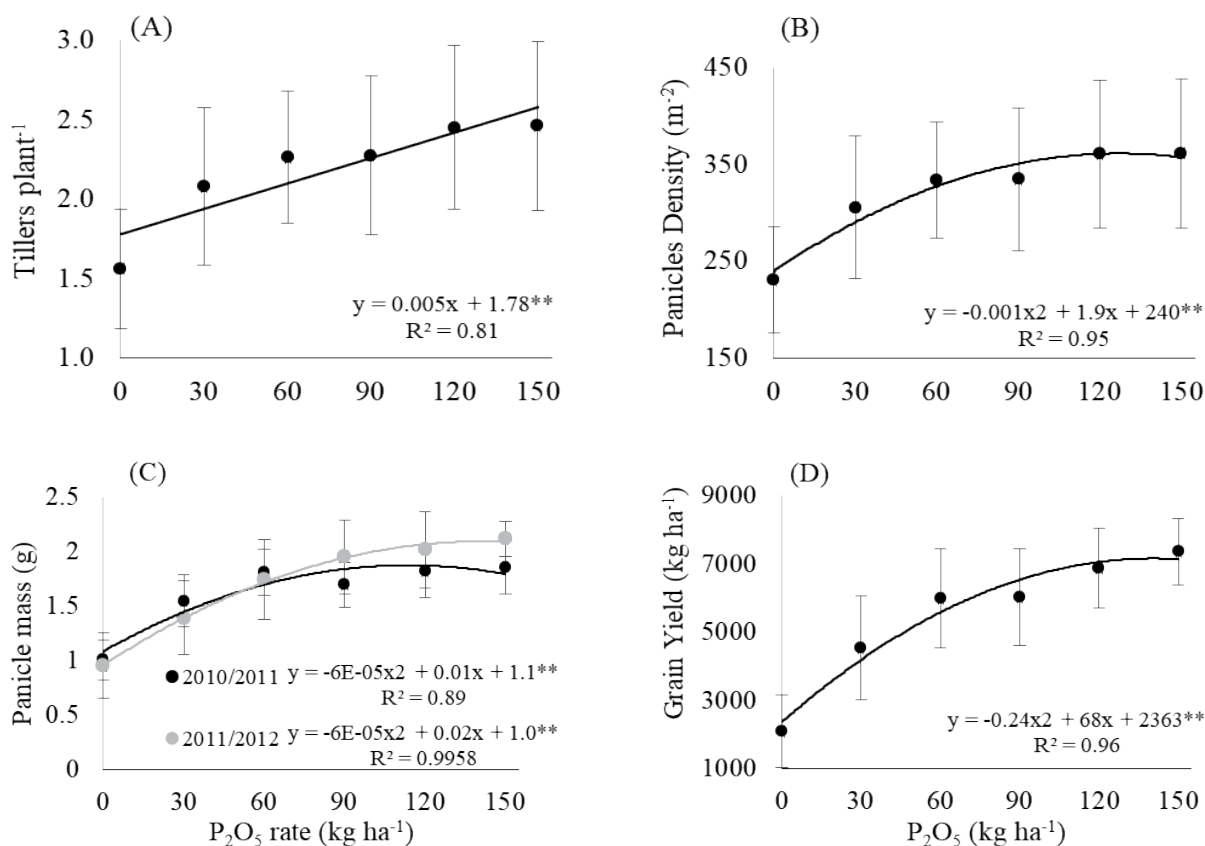 (A)
Tillers plant⁻¹
3.0
2.5
2.0
1.5
1.0
0 30 60 90 120 150
y = 0.005x + 1.78**
R² = 0.81
(B)
Panicles Density (m⁻²)
450
350
250
150
0 30 60 90 120 150
y = -0.001x2 + 1.9x + 240**
R² = 0.95
(C)
Panicle mass (g)
2.5
2
1.5
1
0.5
0
0 30 60 90 120 150
2010/2011 y = -6E-05x2 + 0.01x + 1.1**
R² = 0.89
2011/2012 y = -6E-05x2 + 0.02x + 1.0**
R² = 0.9958
P₂O₅ rate (kg ha⁻¹)
(D)
Grain Yield (kg ha⁻¹)
9000
7000
5000
3000
1000
0 30 60 90 120 150
y = -0.24x2 + 68x + 2363**
R² = 0.96
P₂O₅ (kg ha⁻¹)